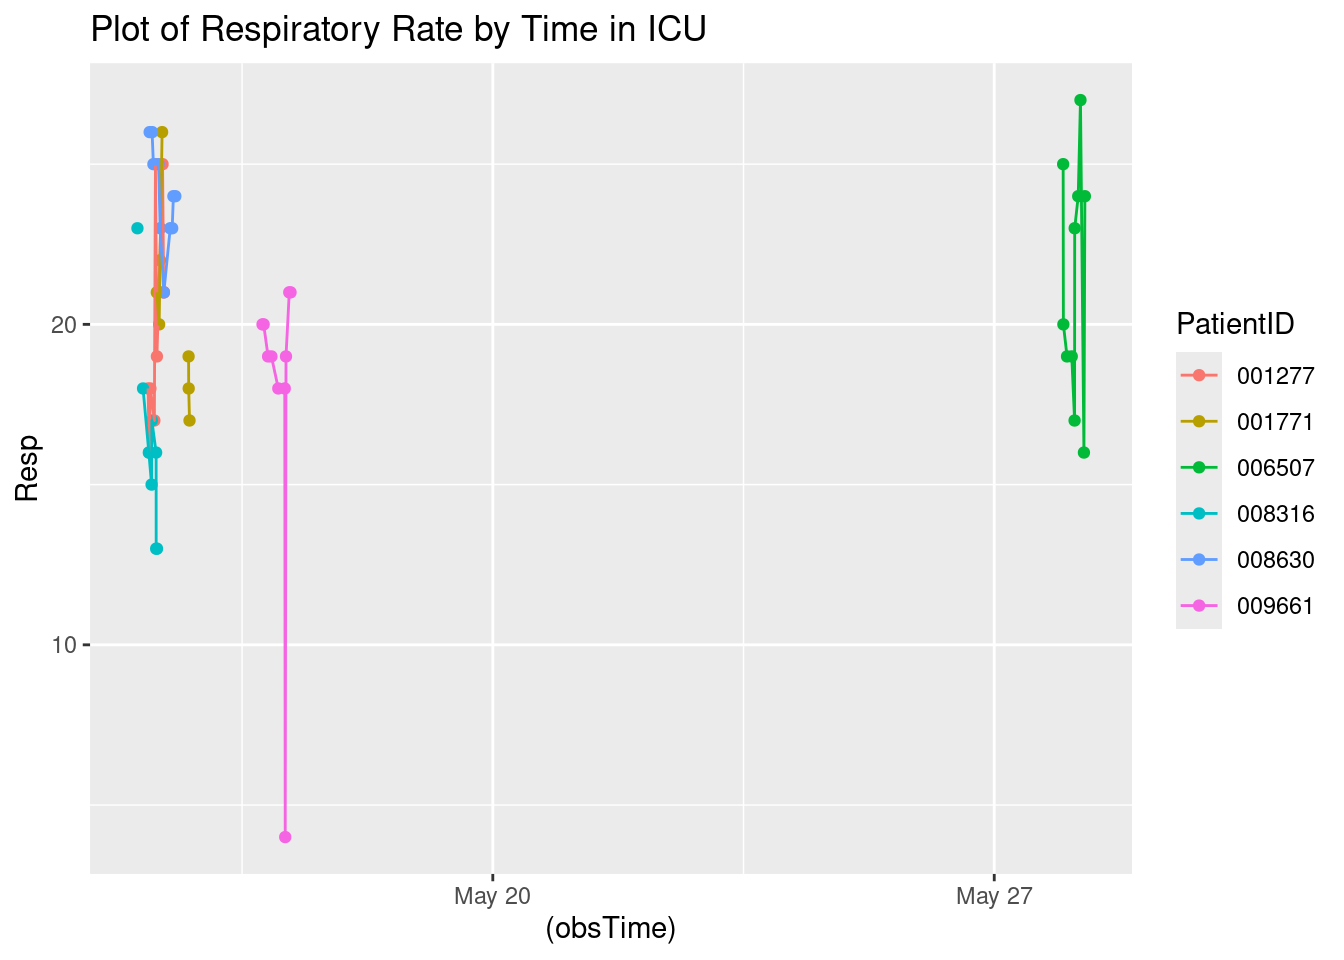 Plot of Respiratory Rate by Time in ICU
Resp
20
10
May 20
May 27
(obsTime)
PatientID
001277
001771
006507
008316
008630
009661